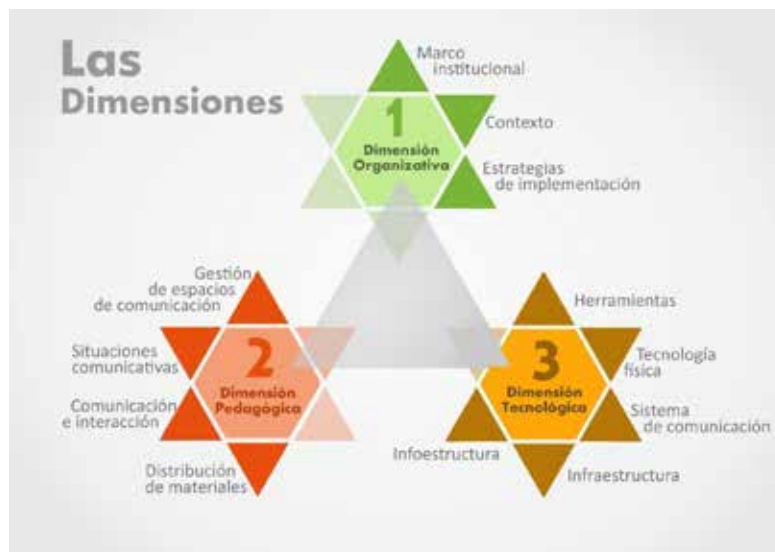 Las
Dimensiones
Marco
institucional
1
Dimensión
Organizativa
Contexto
Estrategias
de implementación
Gestión
de espacios
de comunicación
Situaciones
comunicativas
Comunicación
e interacción
2
Dimensión
Pedagógica
Distribución
de materiales
Herramientas
Tecnología
física
3
Dimensión
Tecnológica
Sistema
de comunicación
Infoestructura
Infraestructura